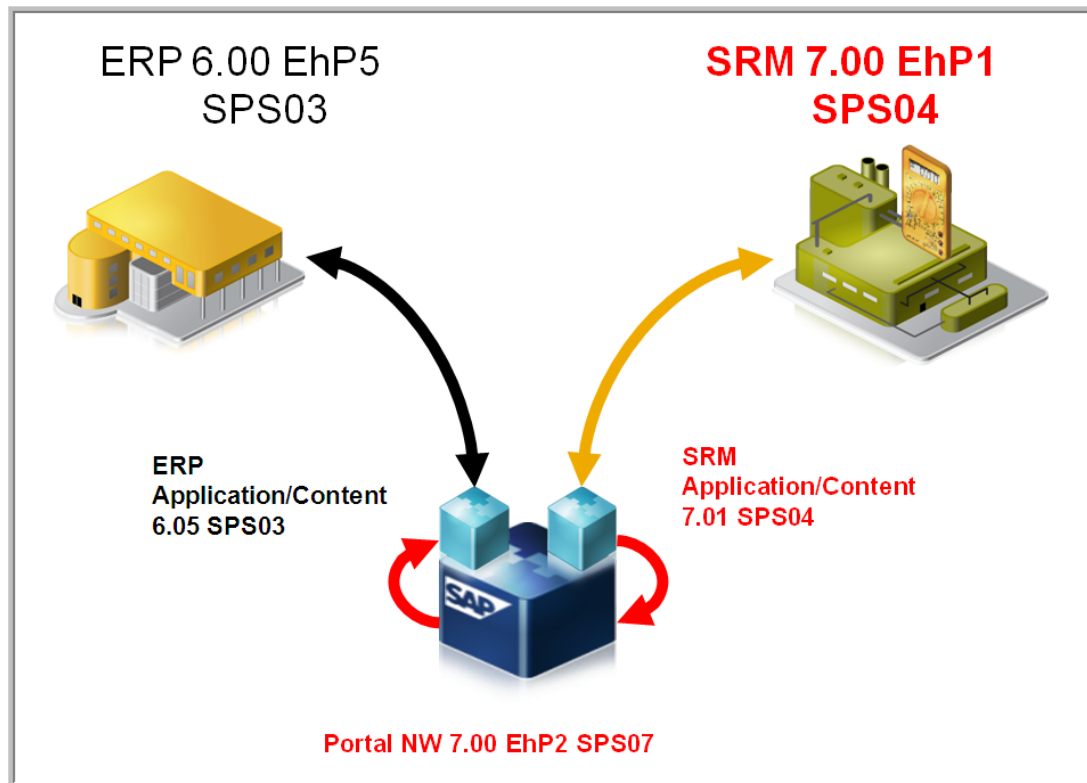 ERP 6.00 EhP5
SPS03
SRM 7.00 EhP1
SPS04
ERP
Application/Content
6.05 SPS03
SRM
Application/Content
7.01 SPS04
SAP
Portal NW 7.00 EhP2 SPS07